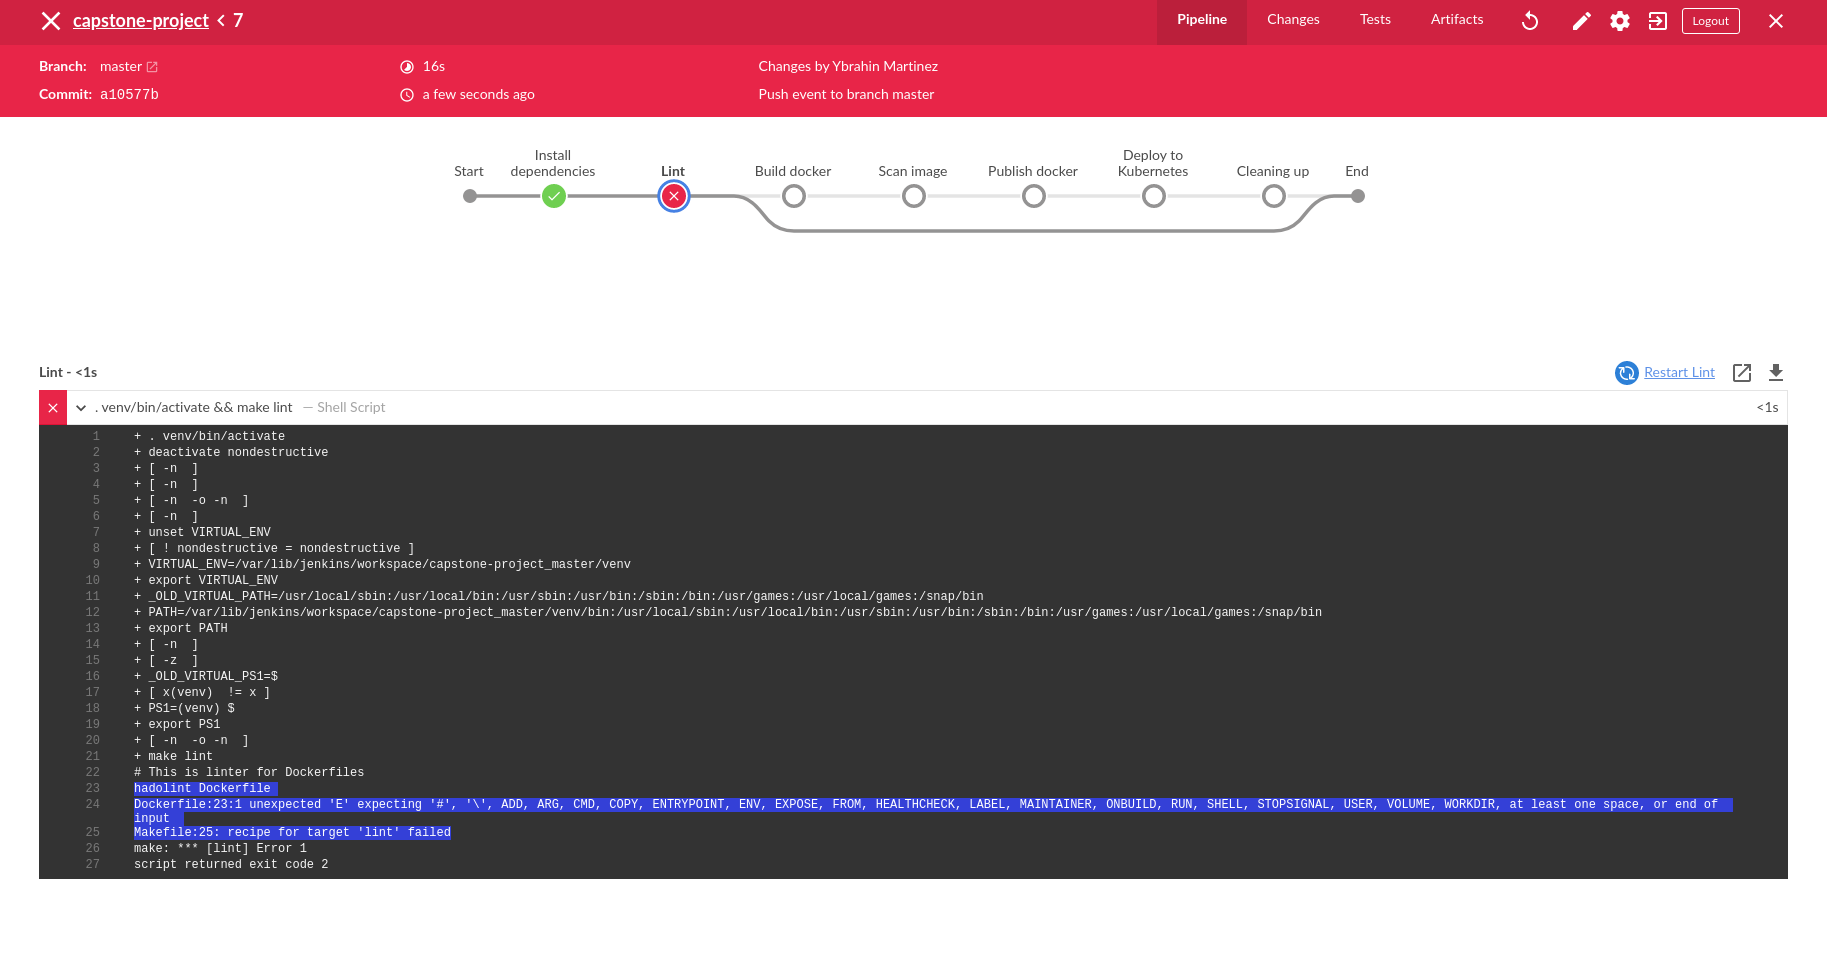 capstone-project < 7
Pipeline Changes Tests Artifacts Logout
Branch: master 16s Changes by Ybrahin Martinez
Commit: a10577b a few seconds ago Push event to branch master
Start Install dependencies Lint Build docker Scan image Publish docker Deploy to Kubernetes Cleaning up End
Lint - <1s Restart Lint
. venv/bin/activate && make lint — Shell Script <1s
1 + . venv/bin/activate
2 + deactivate nondestructive
3 + [ -n  ]
4 + [ -n  ]
5 + [ -n  -o -n  ]
6 + [ -n  ]
7 + unset VIRTUAL_ENV
8 + [ ! nondestructive = nondestructive ]
9 + VIRTUAL_ENV=/var/lib/jenkins/workspace/capstone-project_master/venv
10 + export VIRTUAL_ENV
11 + _OLD_VIRTUAL_PATH=/usr/local/sbin:/usr/local/bin:/usr/sbin:/usr/bin:/sbin:/bin:/usr/games:/usr/local/games:/snap/bin
12 + PATH=/var/lib/jenkins/workspace/capstone-project_master/venv/bin:/usr/local/sbin:/usr/local/bin:/usr/sbin:/usr/bin:/sbin:/bin:/usr/games:/usr/local/games:/snap/bin
13 + export PATH
14 + [ -n  ]
15 + [ -z  ]
16 + _OLD_VIRTUAL_PS1=$
17 + [ x(venv)  != x ]
18 + PS1=(venv) $
19 + export PS1
20 + [ -n  -o -n  ]
21 + make lint
22 # This is linter for Dockerfiles
23 hadolint Dockerfile
24 Dockerfile:23:1 unexpected 'E' expecting '#', '\', ADD, ARG, CMD, COPY, ENTRYPOINT, ENV, EXPOSE, FROM, HEALTHCHECK, LABEL, MAINTAINER, ONBUILD, RUN, SHELL, STOPSIGNAL, USER, VOLUME, WORKDIR, at least one space, or end of
input
25 Makefile:25: recipe for target 'lint' failed
26 make: *** [lint] Error 1
27 script returned exit code 2